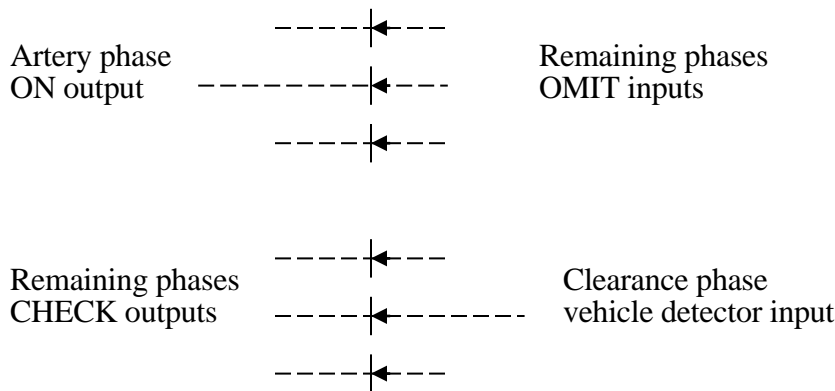 Artery phase
ON output
Remaining phases
OMIT inputs
Remaining phases
CHECK outputs
Clearance phase
vehicle detector input